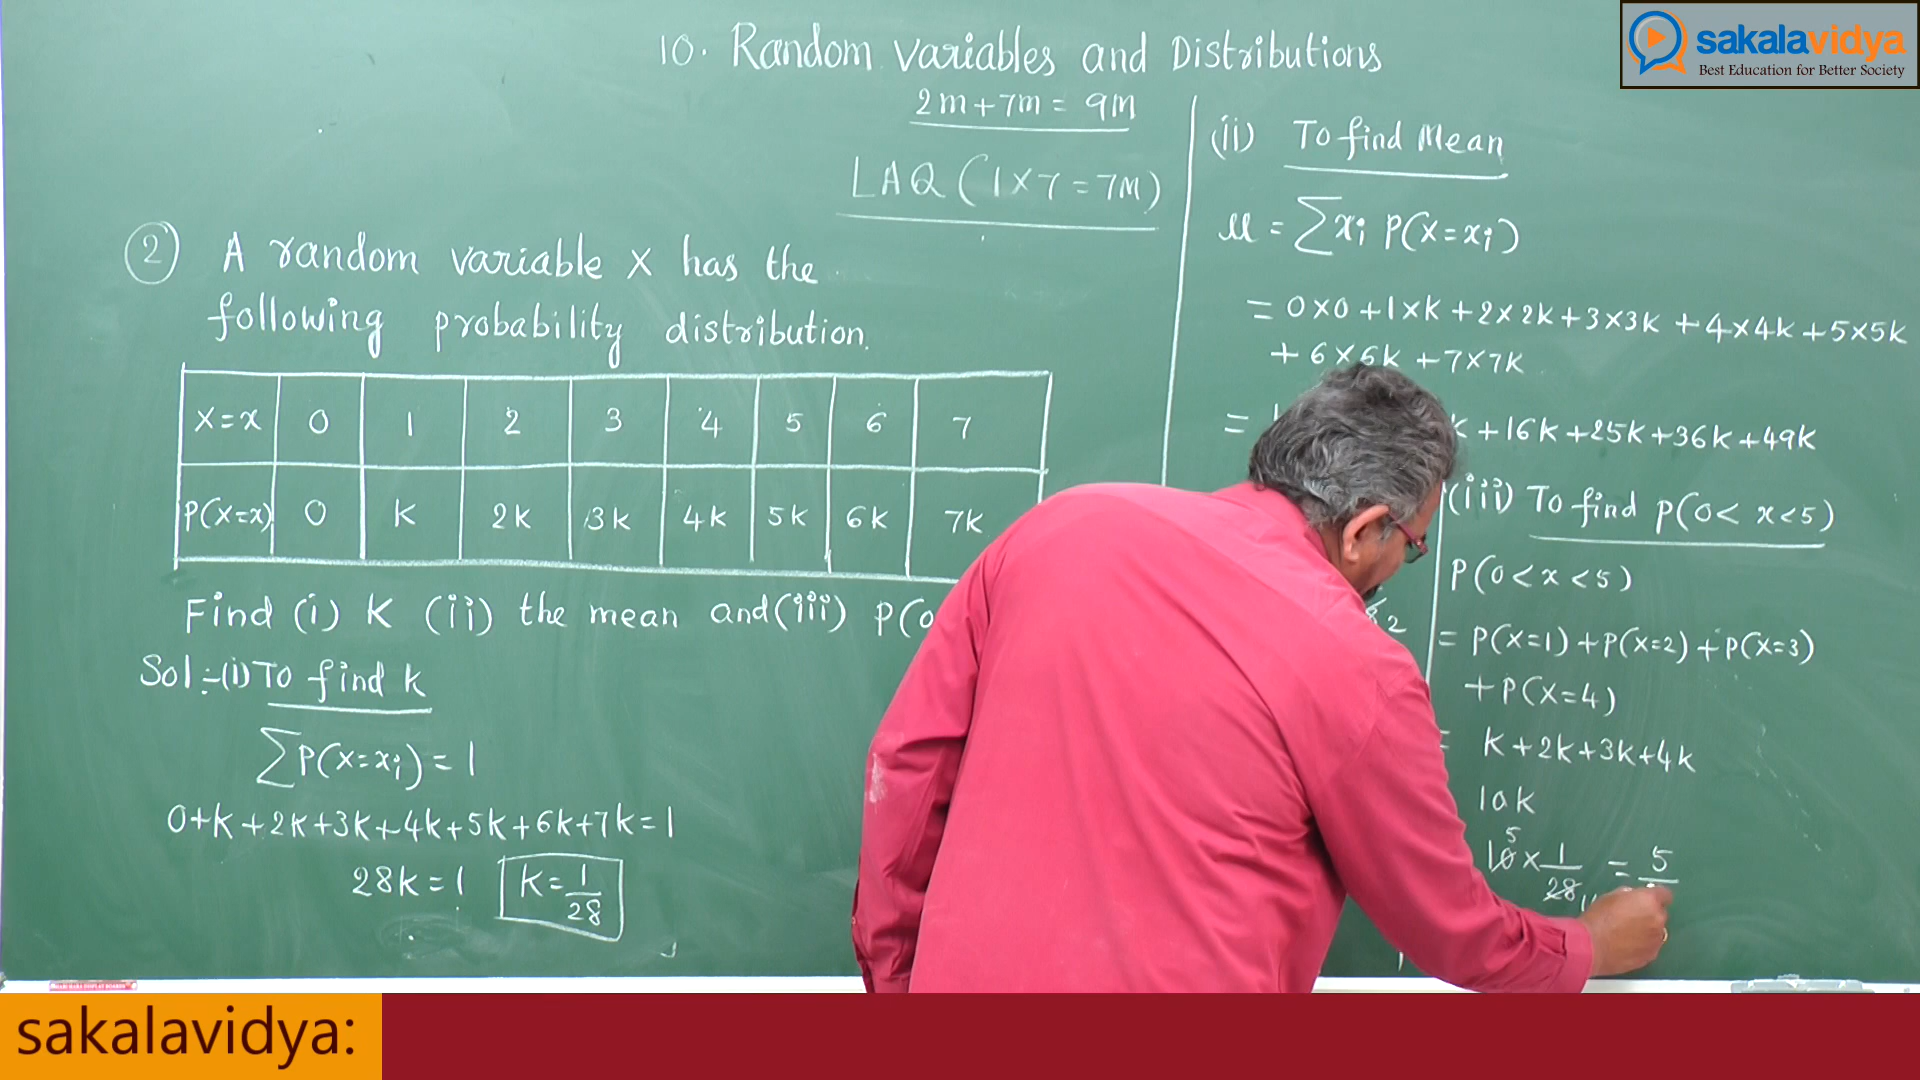 sakalavidya
Best Education for Better Society
10. Random variables and Distributions
2m+7m = 9m
LAQ (1×7=7M)
2 A random variable X has the
following probability distribution.
X=x 0 1 2 3 4 5 6 7
P(X=x) 0 K 2K 3K 4K 5K 6K 7K
Find (i) K (ii) the mean and (iii) P(0
Sol:-(i) To find k
∑P(X=xi) = 1
0+K+2K+3K+4K+5K+6K+7K=1
28K=1 K=1/28
(ii) To find Mean
μ = ∑xi P(X=xi)
= 0×0+1×K+2×2K+3×3K+4×4K+5×5K
+6×6K+7×7K
= K+16K+25K+36K+49K
(iii) To find P(0< x<5)
P(0<x<5)
= P(X=1)+P(X=2)+P(X=3)
+P(X=4)
= K+2K+3K+4K
10K
5
10×1/28 = 5
sakalavidya: